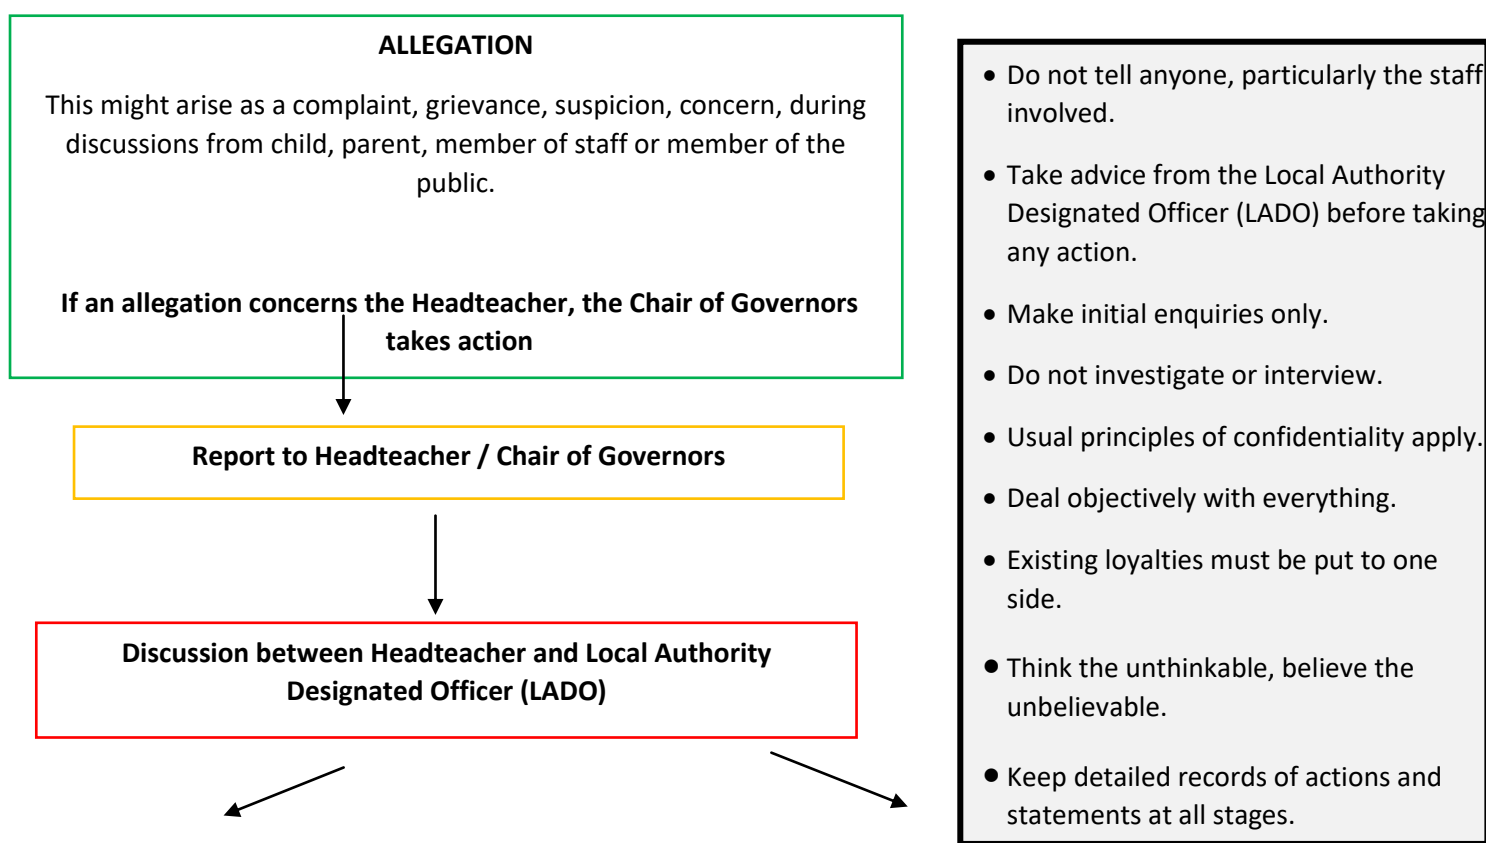 ALLEGATION
This might arise as a complaint, grievance, suspicion, concern, during
discussions from child, parent, member of staff or member of the
public.
If an allegation concerns the Headteacher, the Chair of Governors
takes action
Report to Headteacher / Chair of Governors
Discussion between Headteacher and Local Authority
Designated Officer (LADO)
• Do not tell anyone, particularly the staff
involved.
• Take advice from the Local Authority
Designated Officer (LADO) before taking
any action.
• Make initial enquiries only.
• Do not investigate or interview.
• Usual principles of confidentiality apply.
• Deal objectively with everything.
• Existing loyalties must be put to one
side.
• Think the unthinkable, believe the
unbelievable.
• Keep detailed records of actions and
statements at all stages.